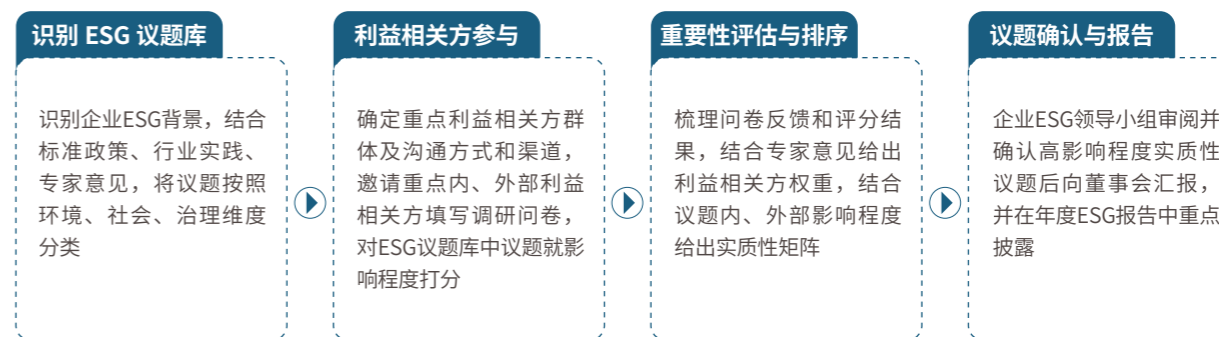 识别 ESG 议题库
识别企业ESG背景，结合
标准政策、行业实践、
专家意见，将议题按照
环境、社会、治理维度
分类
利益相关方参与
确定重点利益相关方群
体及沟通方式和渠道，
邀请重点内、外部利益
相关方填写调研问卷，
对ESG议题库中议题就影
响程度打分
重要性评估与排序
梳理问卷反馈和评分结
果，结合专家意见给出
利益相关方权重，结合
议题内、外部影响程度
给出实质性矩阵
议题确认与报告
企业ESG领导小组审阅并
确认高影响程度实质性
议题后向董事会汇报，
并在年度ESG报告中重点
披露